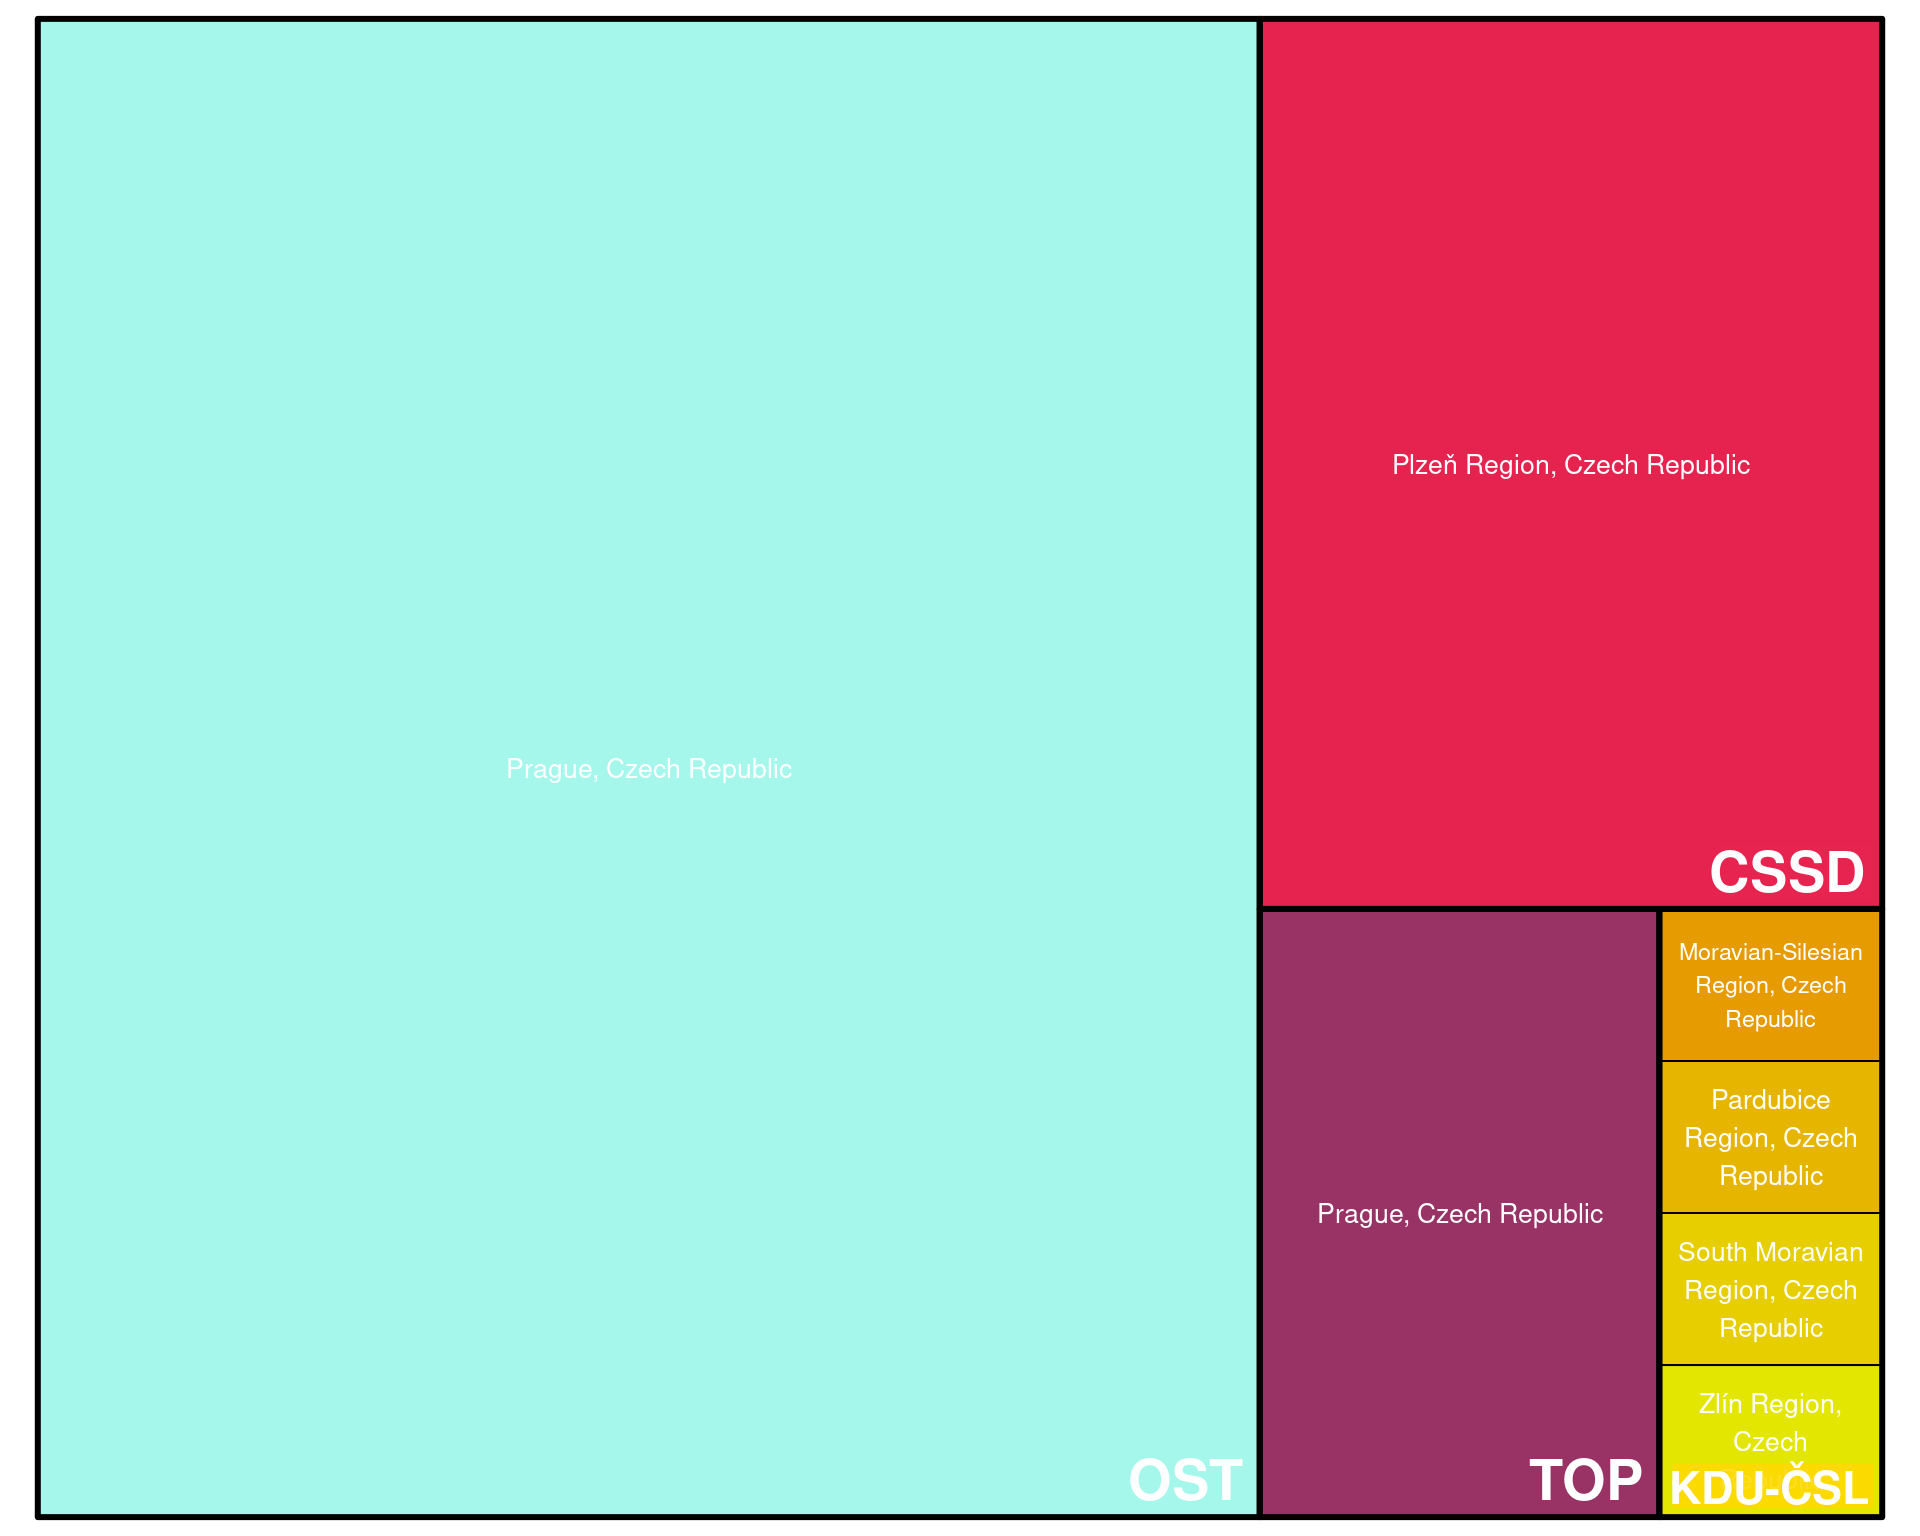 Prague, Czech Republic
OST
Plzeň Region, Czech Republic
CSSD
Prague, Czech Republic
TOP
Moravian-Silesian
Region, Czech
Republic
Pardubice
Region, Czech
Republic
South Moravian
Region, Czech
Republic
Zlín Region,
Czech
KDU-ČSL